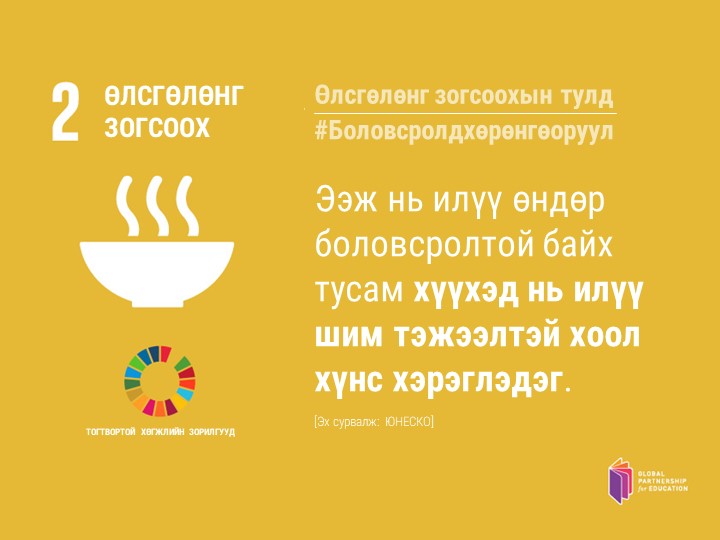 2
ӨЛСГӨЛӨНГ
ЗОГСООХ
ТОГТВОРТОЙ ХӨГЖЛИЙН ЗОРИЛГУУД
Өлсгөлөнг зогсоохын тулд
#Боловсролдхөрөнгөоруул
Ээж нь илүү өндөр
боловсролтой байх
тусам хүүхэд нь илүү
шим тэжээлтэй хоол
хүнс хэрэглэдэг.
[Эх сурвалж: ЮНЕСКО]
GLOBAL
PARTNERSHIP
for EDUCATION